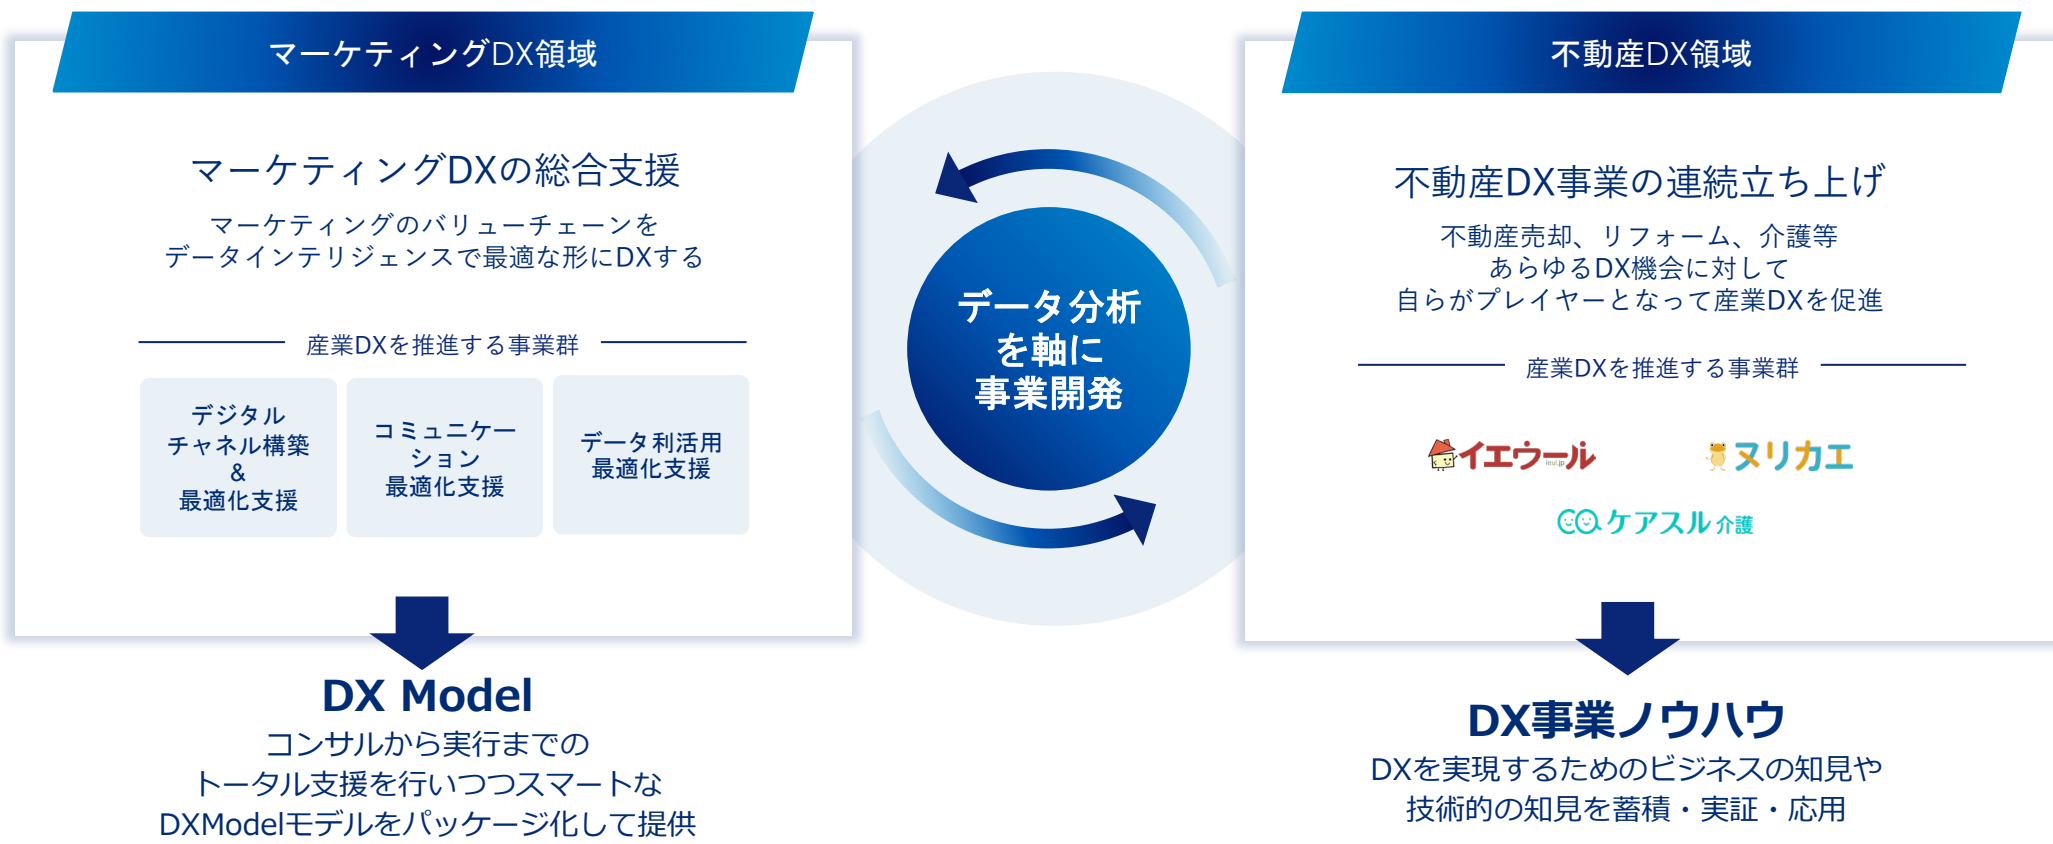 マーケティングDX領域
マーケティングDXの総合支援
マーケティングのバリューチェーンを
データインテリジェンスで最適な形にDXする
産業DXを推進する事業群
デジタル
チャネル構築
&
最適化支援
コミュニケー
ション
最適化支援
データ利活用
最適化支援
DX Model
コンサルから実行までの
トータル支援を行いつつスマートな
DXModelモデルをパッケージ化して提供
データ分析
を軸に
事業開発
不動産DX領域
不動産DX事業の連続立ち上げ
不動産売却、リフォーム、介護等
あらゆるDX機会に対して
自らがプレイヤーとなって産業DXを促進
産業DXを推進する事業群
イエウール
ieul.jp
ヌリカエ
ケアスル 介護
DX事業ノウハウ
DXを実現するためのビジネスの知見や
技術的の知見を蓄積・実証・応用